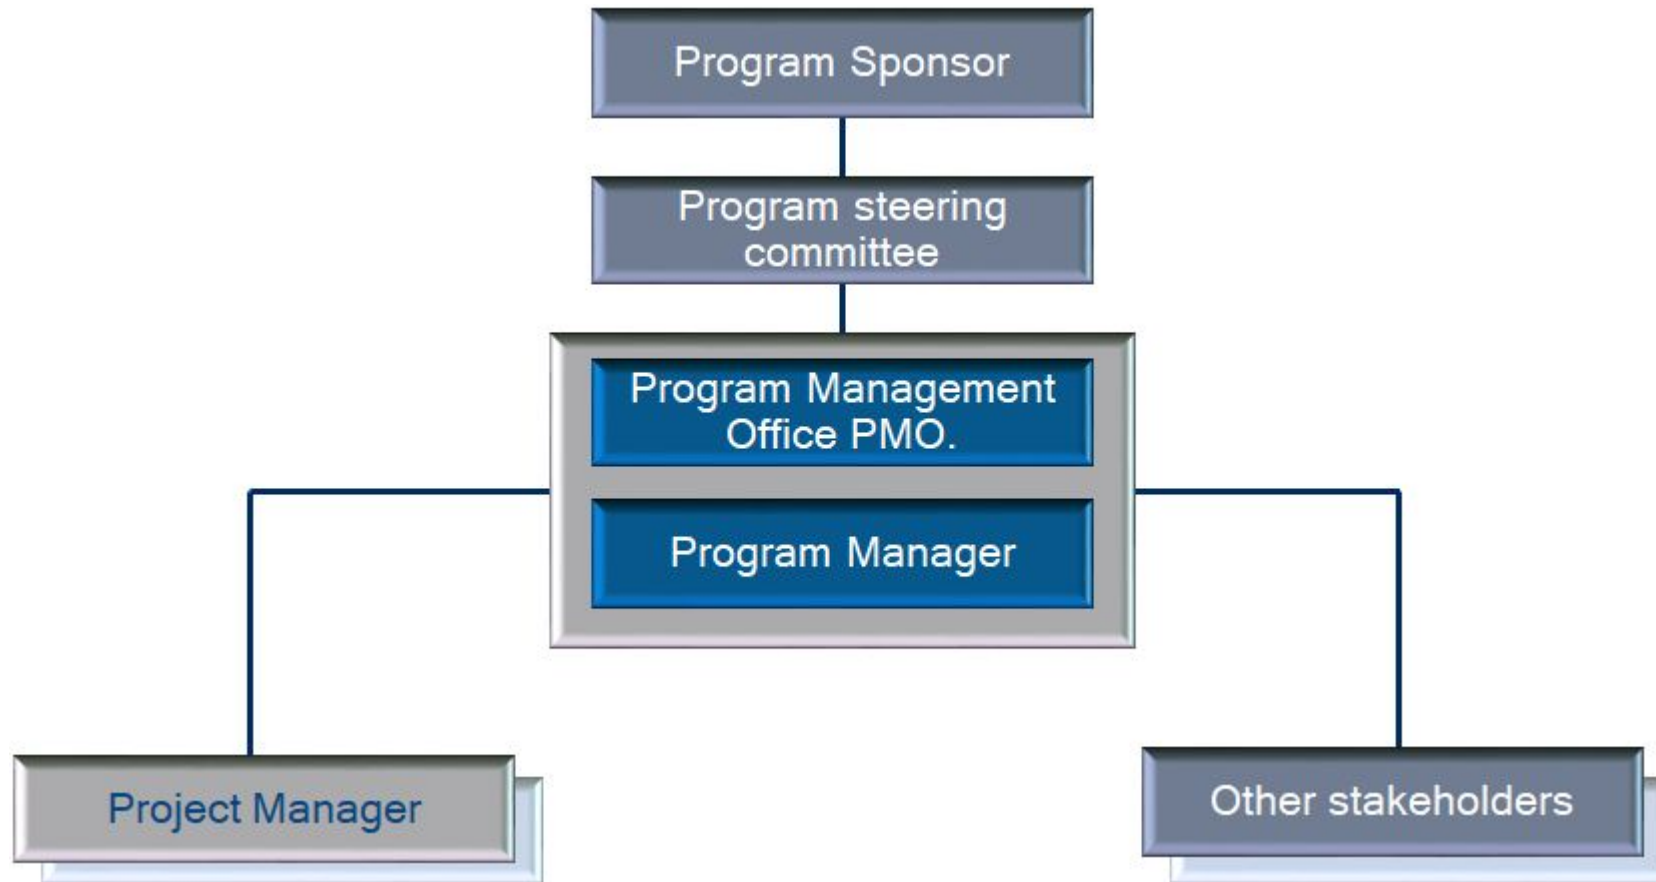 Program Sponsor
Program steering
committee
Program Management
Office PMO.
Program Manager
Project Manager
Other stakeholders